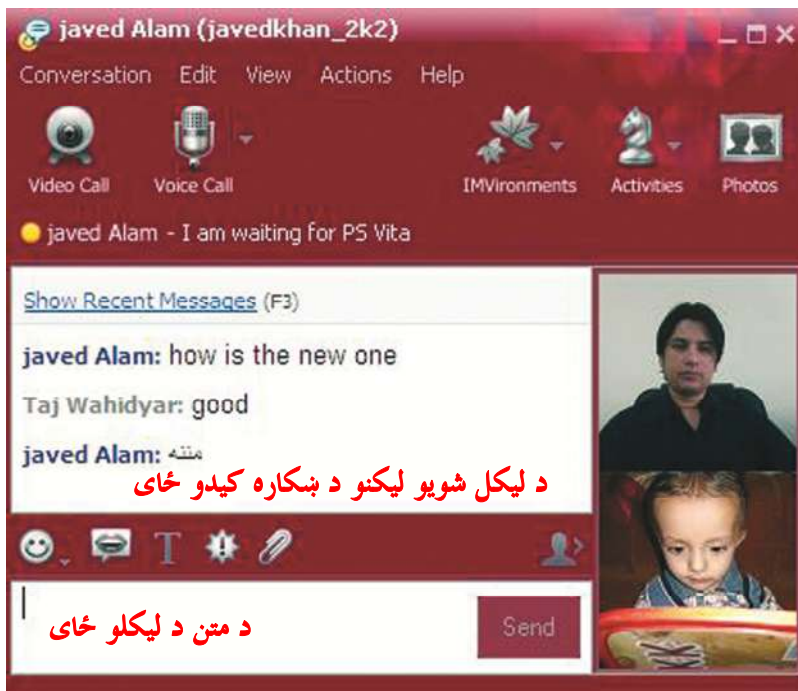 javed Alam (javedkhan_2k2)
Conversation Edit View Actions Help
Video Call Voice Call IMVironments Activities Photos
javed Alam - I am waiting for PS Vita
Show Recent Messages (F3)
javed Alam: how is the new one
Taj Wahidyar: good
javed Alam: مننه
د لیکل شویو لیکنو د ښکاره کیدو ځای
T
د متن د لیکلو ځای
Send